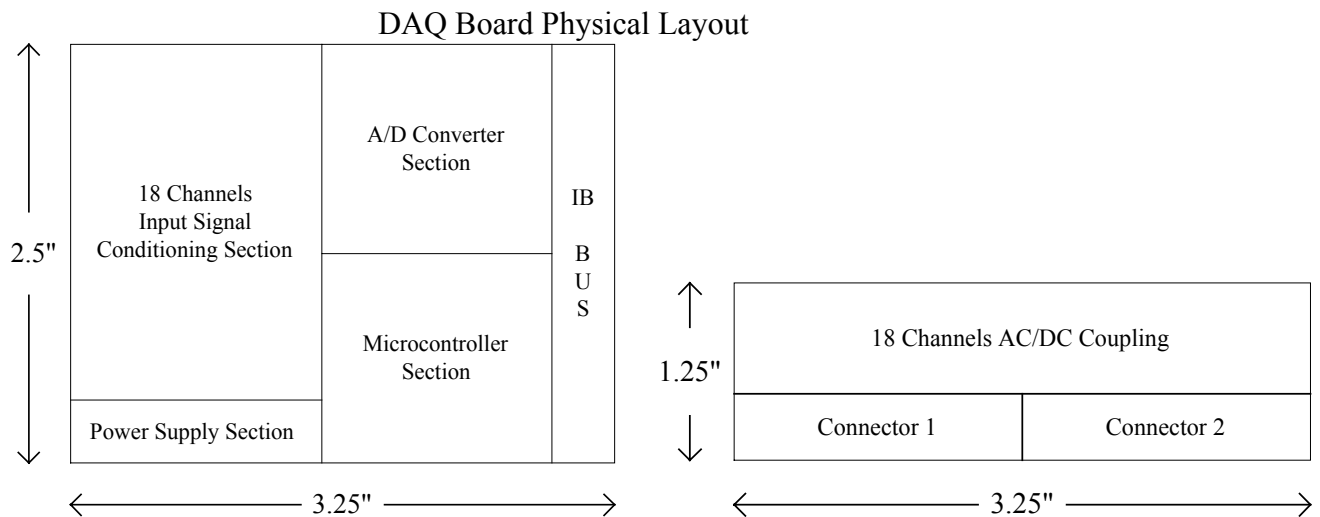 DAQ Board Physical Layout
18 Channels
Input Signal
Conditioning Section
A/D Converter
Section
IB
B
U
S
2.5"
Microcontroller
Section
Power Supply Section
3.25"
18 Channels AC/DC Coupling
1.25"
Connector 1
Connector 2
3.25"